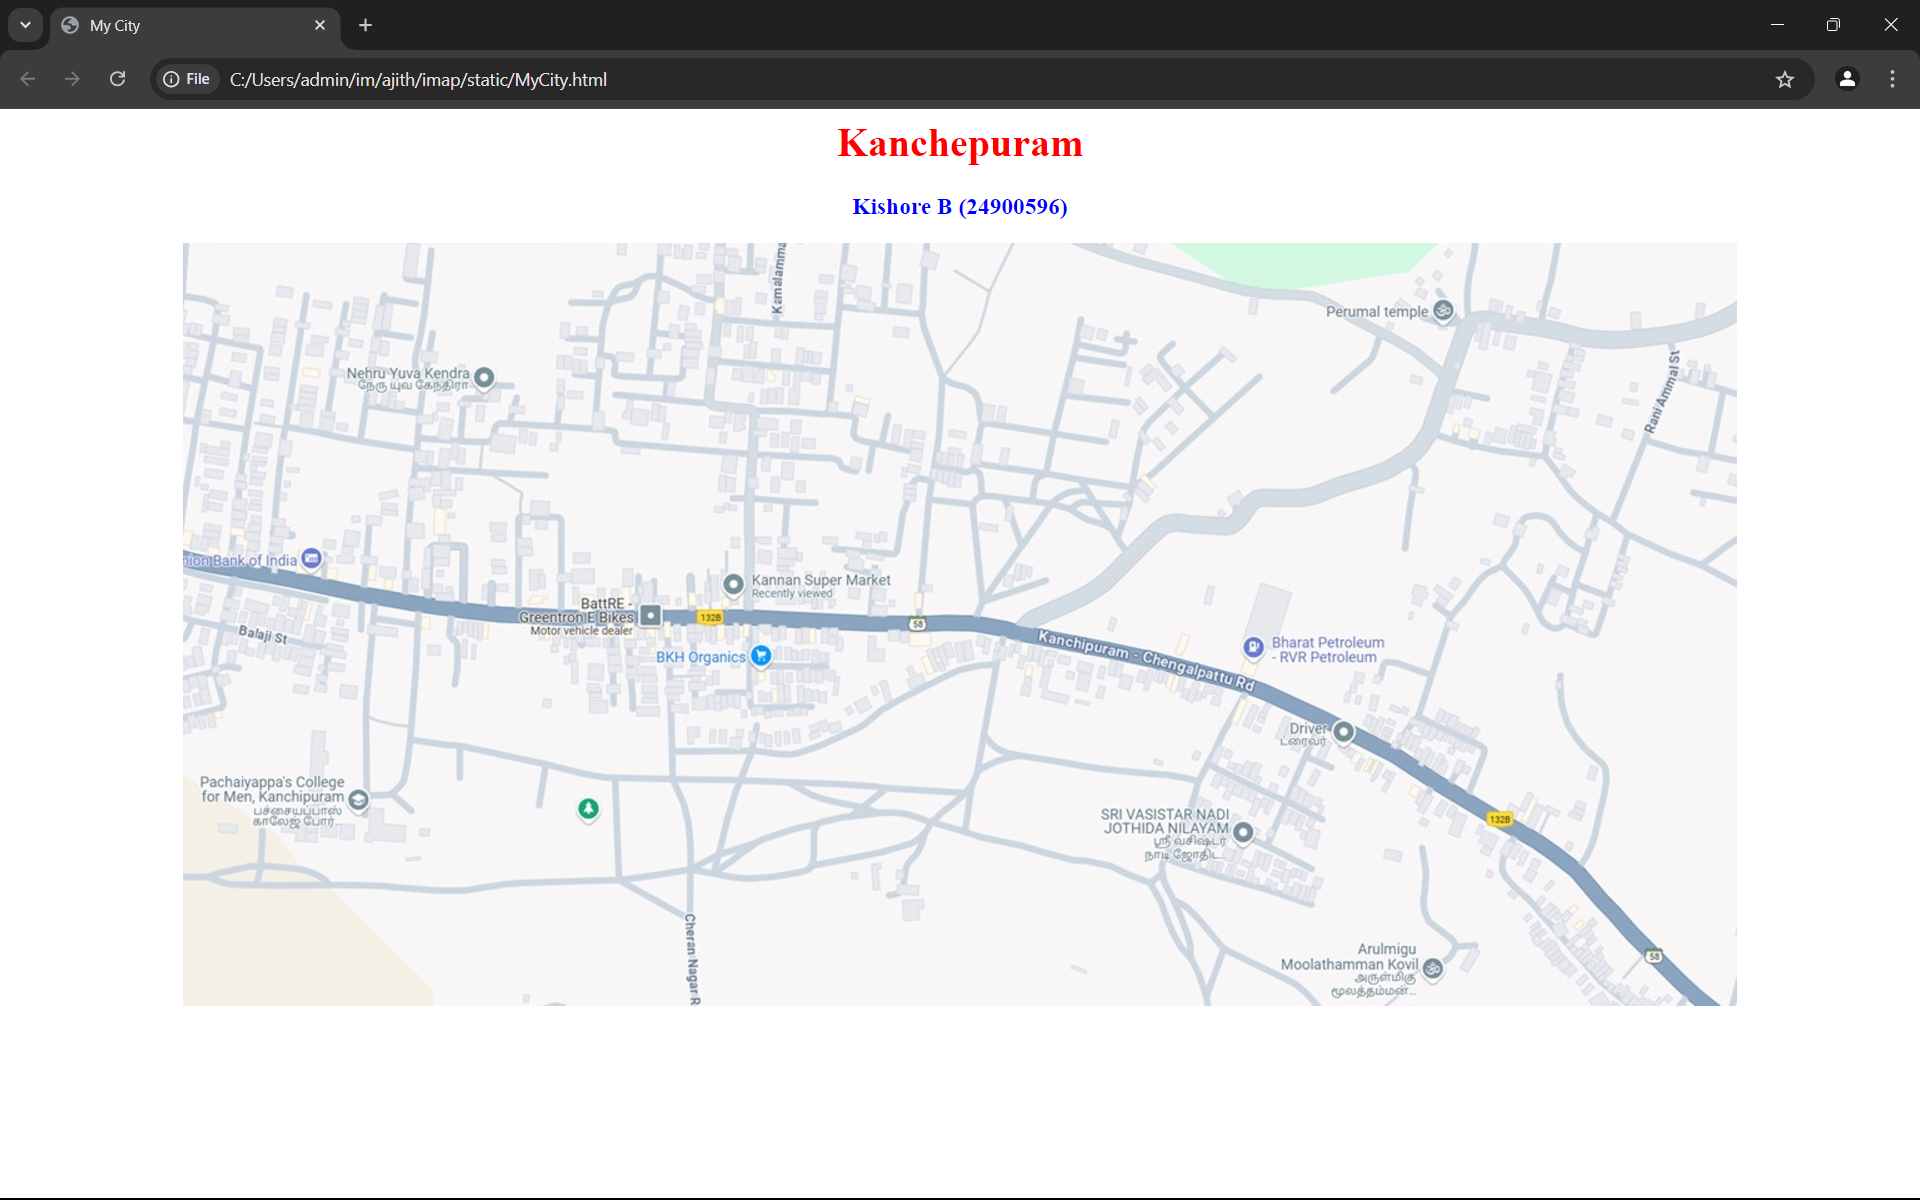 My City
File
C:/Users/admin/im/ajith/imap/static/MyCity.html
Kanchepuram
Kishore B (24900596)
Kamalamma
Perumal temple
Nehru Yuva Kendra
நேரு யுவ கேந்திரா
Rani Ammal St
nion Bank of India
Kannan Super Market
Recently viewed
BattRE -
Greentron E Bikes
Motor vehicle dealer
132B
58
Balaji St
BKH Organics
Kanchipuram - Chengalpattu Rd
Bharat Petroleum
- RVR Petroleum
Driver
ட்ரைவர்
Pachaiyappa's College
for Men, Kanchipuram
பச்சையப்பாஸ்
காலேஜ் போர்...
SRI VASISTAR NADI
JOTHIDA NILAYAM
ஸ்ரீ வசிஷ்டர்
நாடி ஜோதிட...
132B
Cheran Nagar R
Arulmigu
Moolathamman Kovil
அருள்மிகு
மூலத்தம்மன்...
58